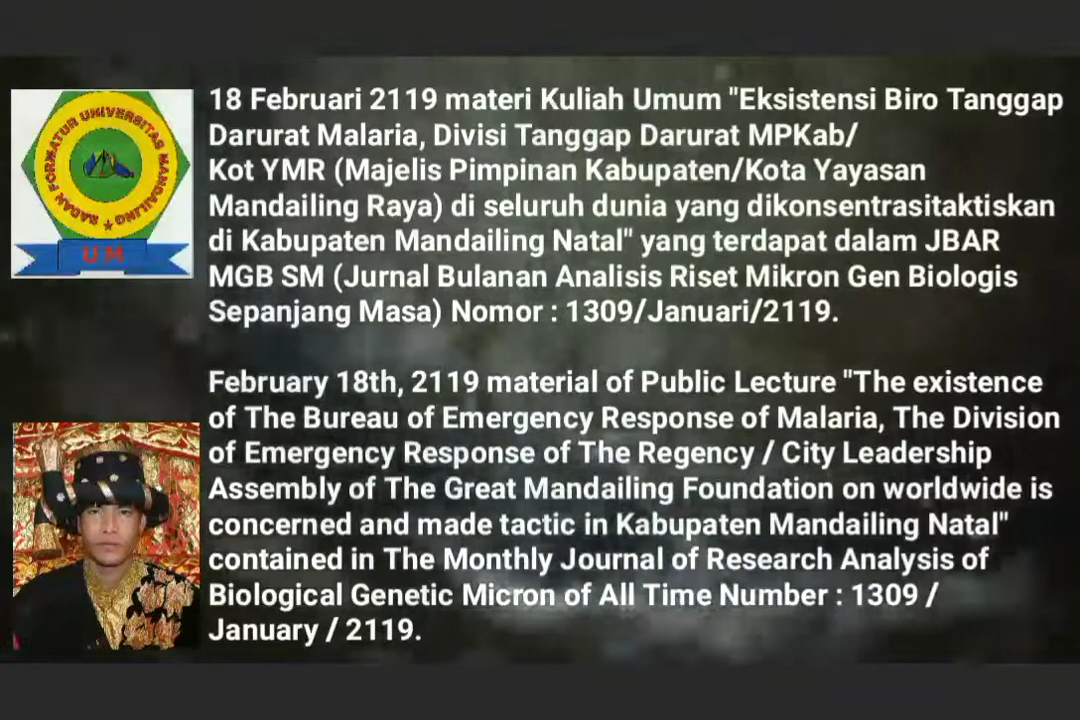 BADAN FORMATUR UNIVERSITAS MANDAILING
U M
18 Februari 2119 materi Kuliah Umum "Eksistensi Biro Tanggap
Darurat Malaria, Divisi Tanggap Darurat MPKab/
Kot YMR (Majelis Pimpinan Kabupaten/Kota Yayasan
Mandailing Raya) di seluruh dunia yang dikonsentrasitaktiskan
di Kabupaten Mandailing Natal" yang terdapat dalam JBAR
MGB SM (Jurnal Bulanan Analisis Riset Mikron Gen Biologis
Sepanjang Masa) Nomor : 1309/Januari/2119.
February 18th, 2119 material of Public Lecture "The existence
of The Bureau of Emergency Response of Malaria, The Division
of Emergency Response of The Regency / City Leadership
Assembly of The Great Mandailing Foundation on worldwide is
concerned and made tactic in Kabupaten Mandailing Natal"
contained in The Monthly Journal of Research Analysis of
Biological Genetic Micron of All Time Number : 1309 /
January / 2119.